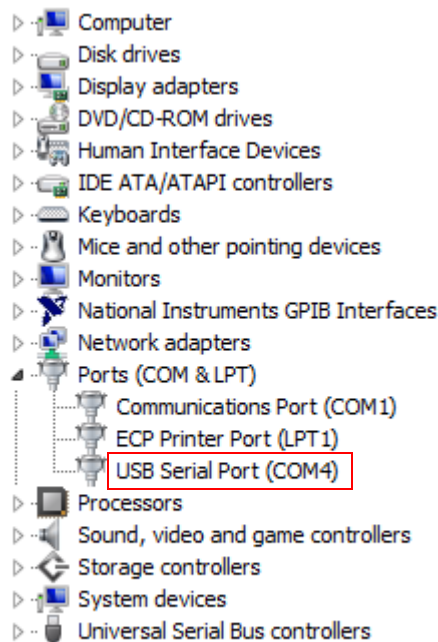 Computer
Disk drives
Display adapters
DVD/CD-ROM drives
Human Interface Devices
IDE ATA/ATAPI controllers
Keyboards
Mice and other pointing devices
Monitors
National Instruments GPIB Interfaces
Network adapters
Ports (COM & LPT)
Communications Port (COM1)
ECP Printer Port (LPT1)
USB Serial Port (COM4)
Processors
Sound, video and game controllers
Storage controllers
System devices
Universal Serial Bus controllers